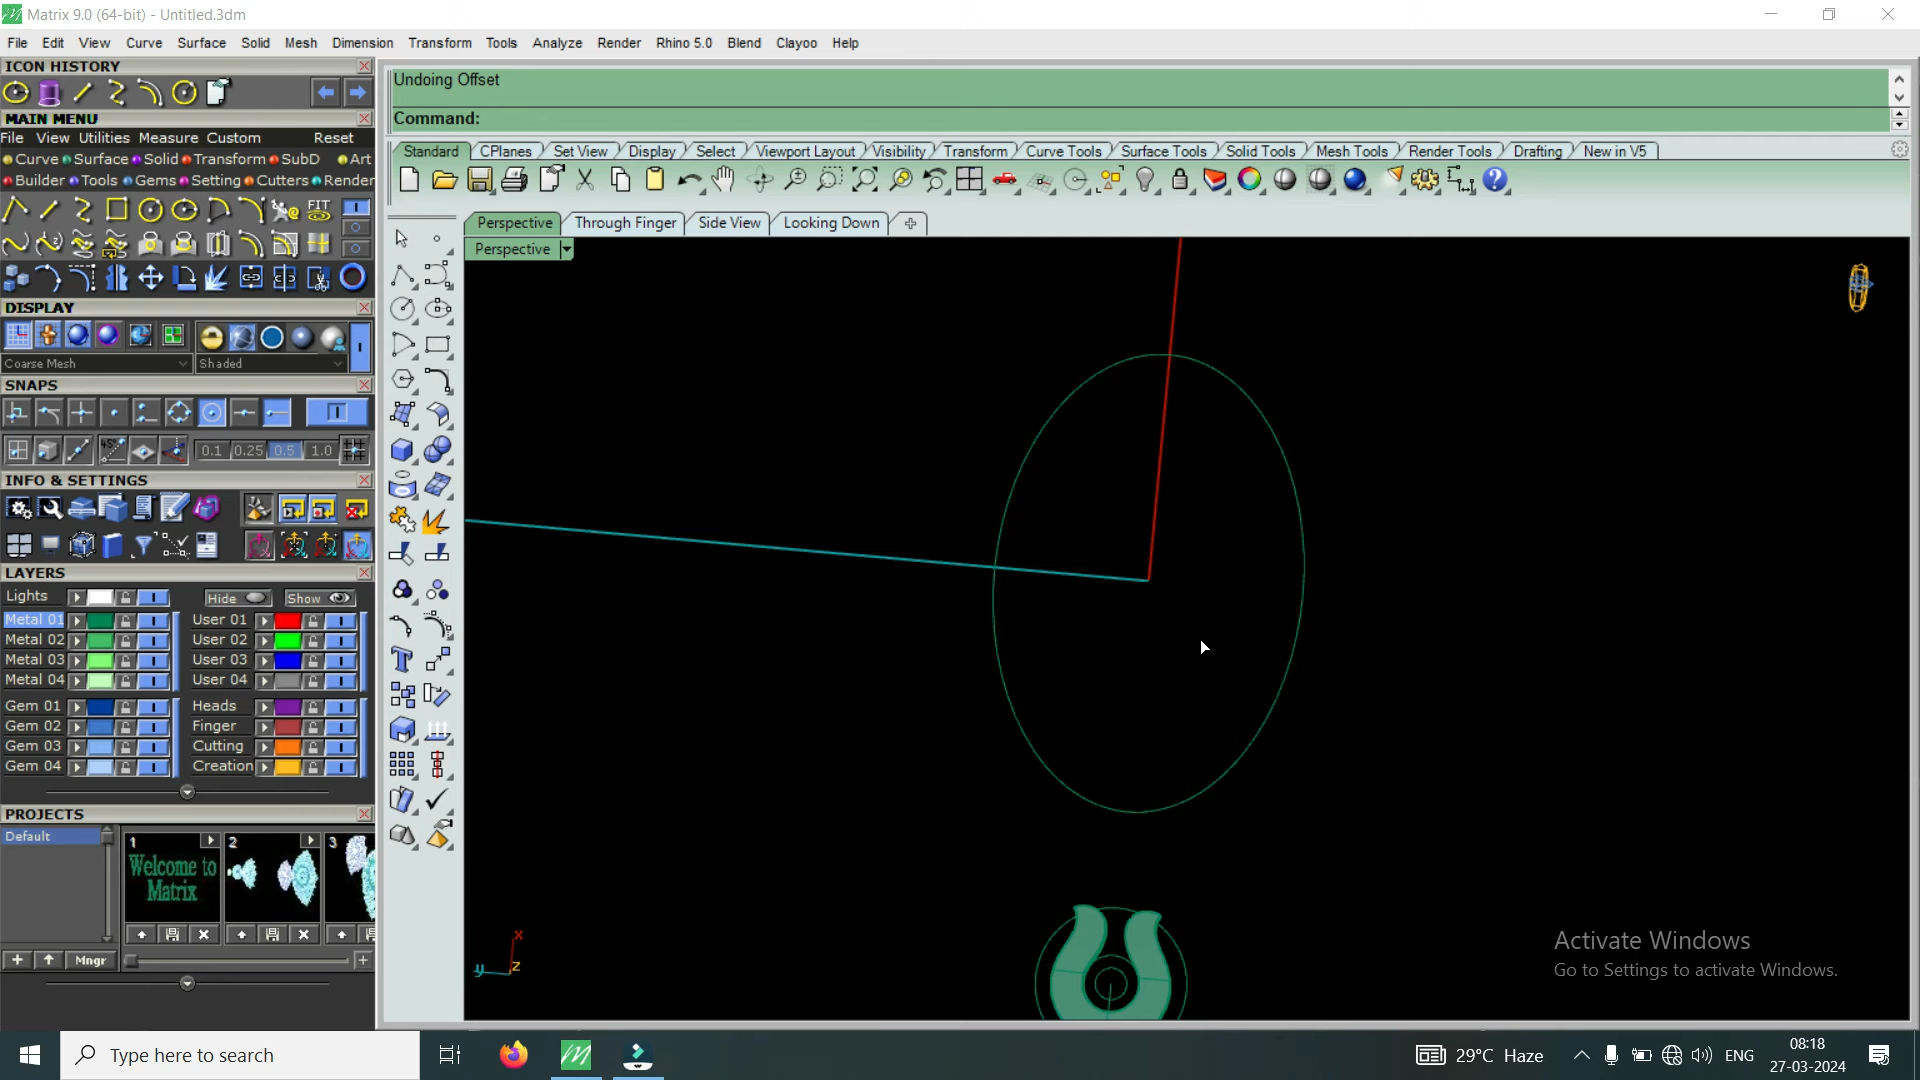 Matrix 9.0 (64-bit) - Untitled.3dm
File Edit View Curve Surface Solid Mesh Dimension Transform Tools Analyze Render Rhino 5.0 Blend Clayoo Help
ICON HISTORY
MAIN MENU
File View Utilities Measure Custom Reset
Curve Surface Solid Transform SubD Art
Builder Tools Gems Setting Cutters Render
FIT
DISPLAY
Coarse Mesh Shaded
SNAPS
0.1 0.25 0.5 1.0
INFO & SETTINGS
LAYERS
Lights Hide Show
Metal 01 User 01
Metal 02 User 02
Metal 03 User 03
Metal 04 User 04
Gem 01 Heads
Gem 02 Finger
Gem 03 Cutting
Gem 04 Creation
PROJECTS
Default
1 2 3
Welcome to
Matrix
Mngr
Undoing Offset
Command:
Standard CPlanes Set View Display Select Viewport Layout Visibility Transform Curve Tools Surface Tools Solid Tools Mesh Tools Render Tools Drafting New in V5
Perspective Through Finger Side View Looking Down
Perspective
x
y z
Activate Windows
Go to Settings to activate Windows.
Type here to search
29°C Haze
ENG
08:18
27-03-2024